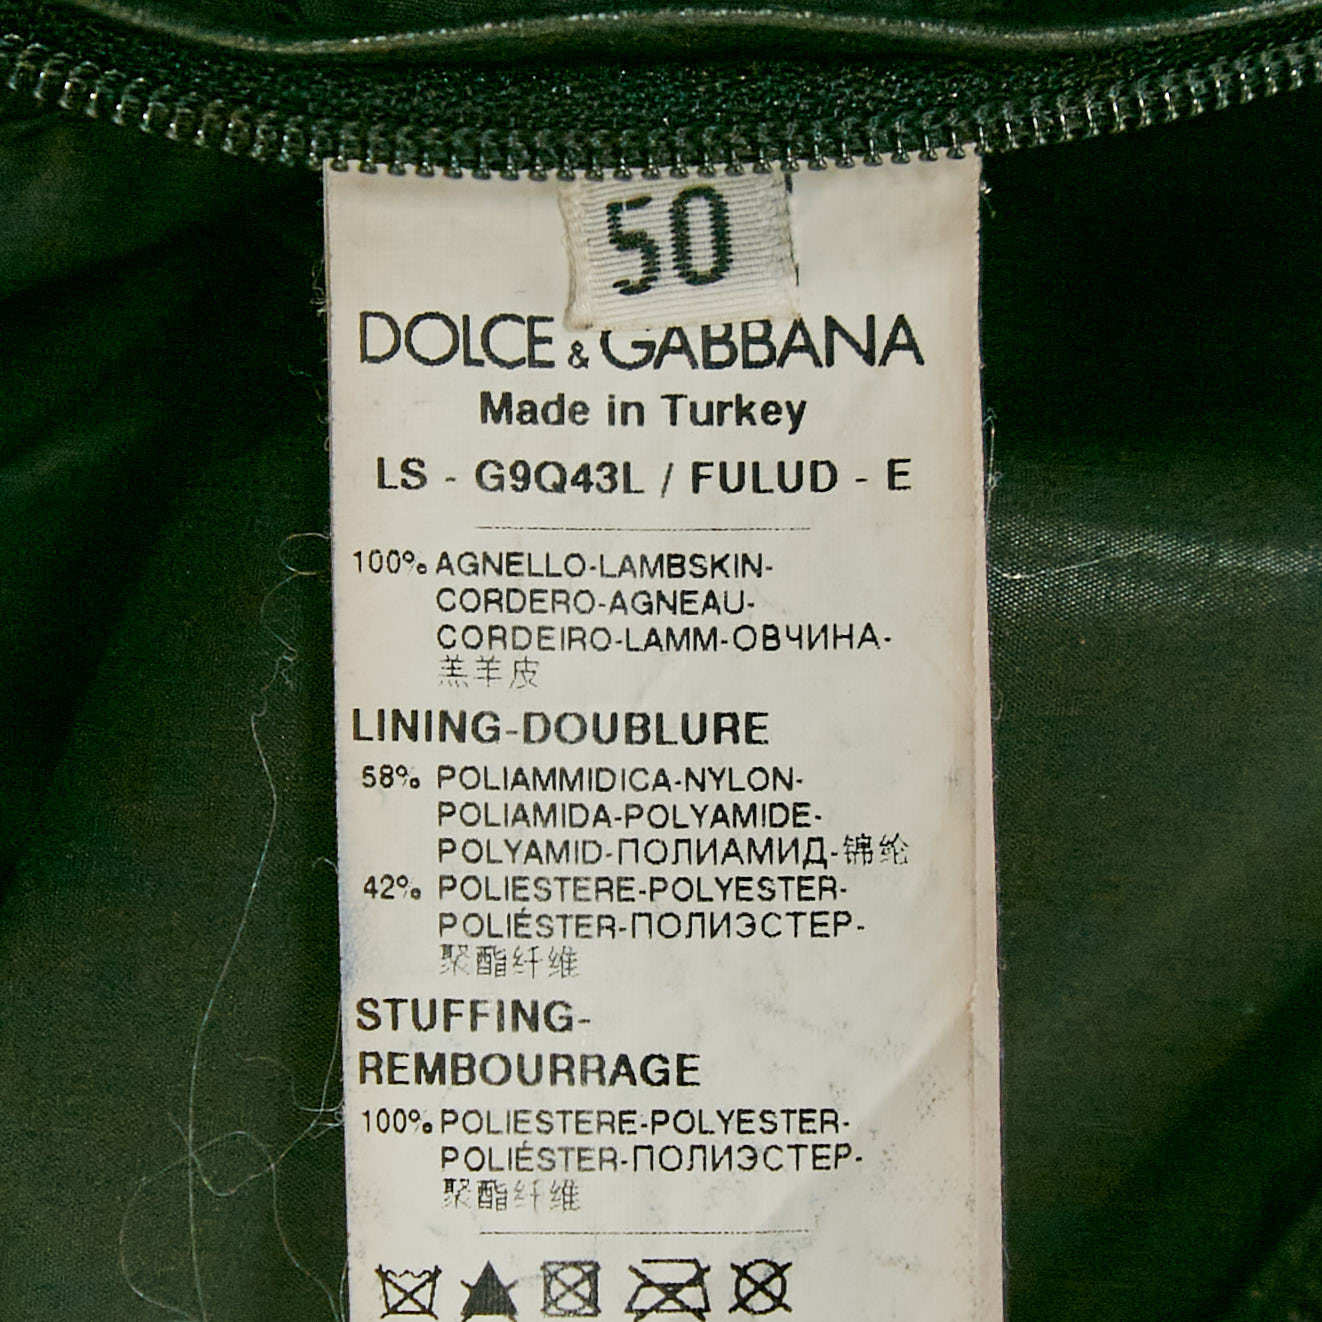 50
DOLCE & GABBANA
Made in Turkey
LS - G9Q43L / FULUD - E
100% AGNELLO-LAMBSKIN-
CORDERO-AGNEAU-
CORDEIRO-LAMM-ОВЧИНА-
羔羊皮
LINING-DOUBLURE
58% POLIAMMIDICA-NYLON-
POLIAMIDA-POLYAMIDE-
POLYAMID-ПОЛИАМИД-锦纶
42% POLIESTERE-POLYESTER-
POLIÉSTER-ПОЛИЭСТЕР-
聚酯纤维
STUFFING-
REMBOURRAGE
100% POLIESTERE-POLYESTER-
POLIÉSTER-ПОЛИЭСТЕР-
聚酯纤维